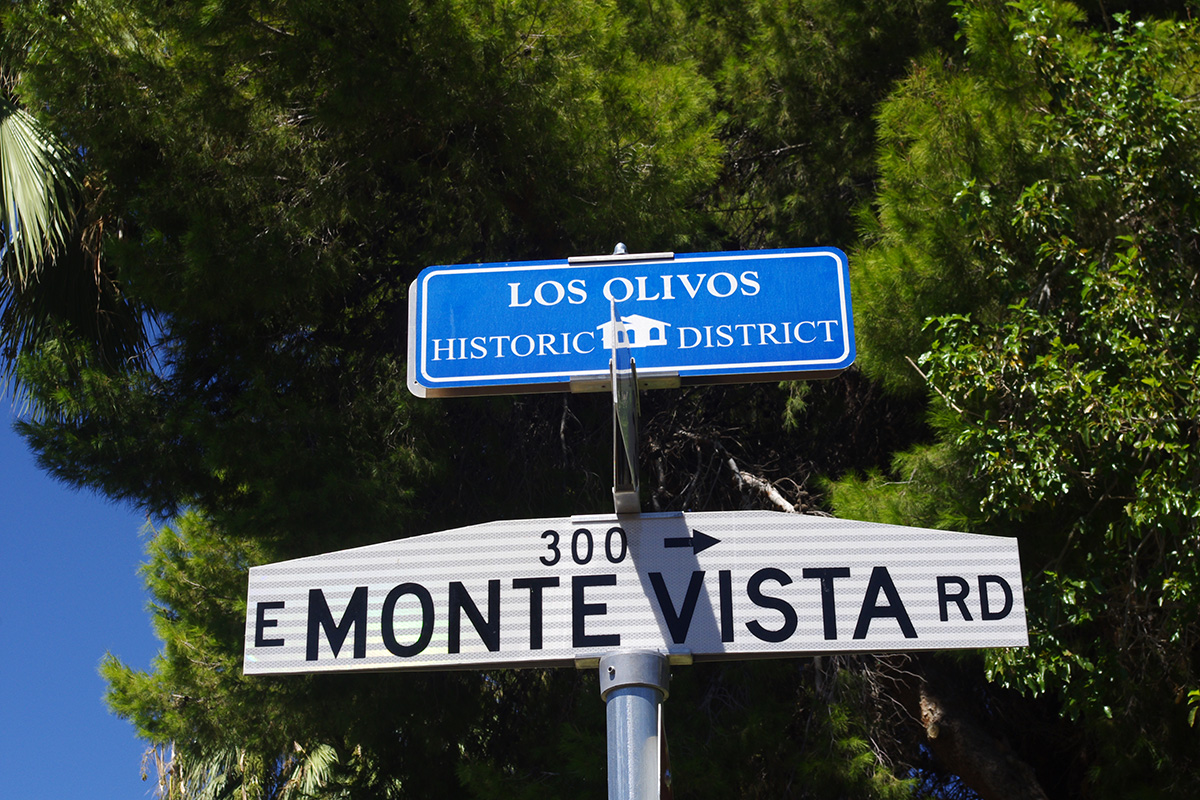 LOS OLIVOS
HISTORIC DISTRICT
300 →
E MONTE VISTA RD